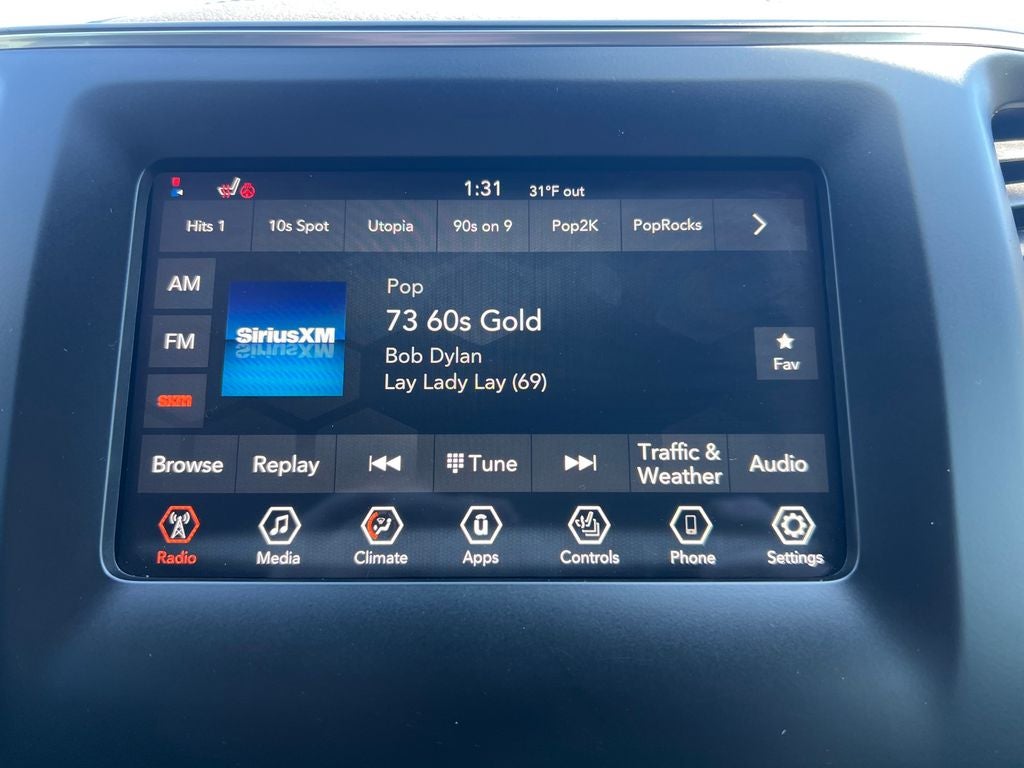 1:31 31°F out
Hits 1 10s Spot Utopia 90s on 9 Pop2K PopRocks
AM
FM
SXM
SiriusXM
Pop
73 60s Gold
Bob Dylan
Lay Lady Lay (69)
Fav
Browse Replay Tune Traffic & Weather Audio
Radio Media Climate Apps Controls Phone Settings